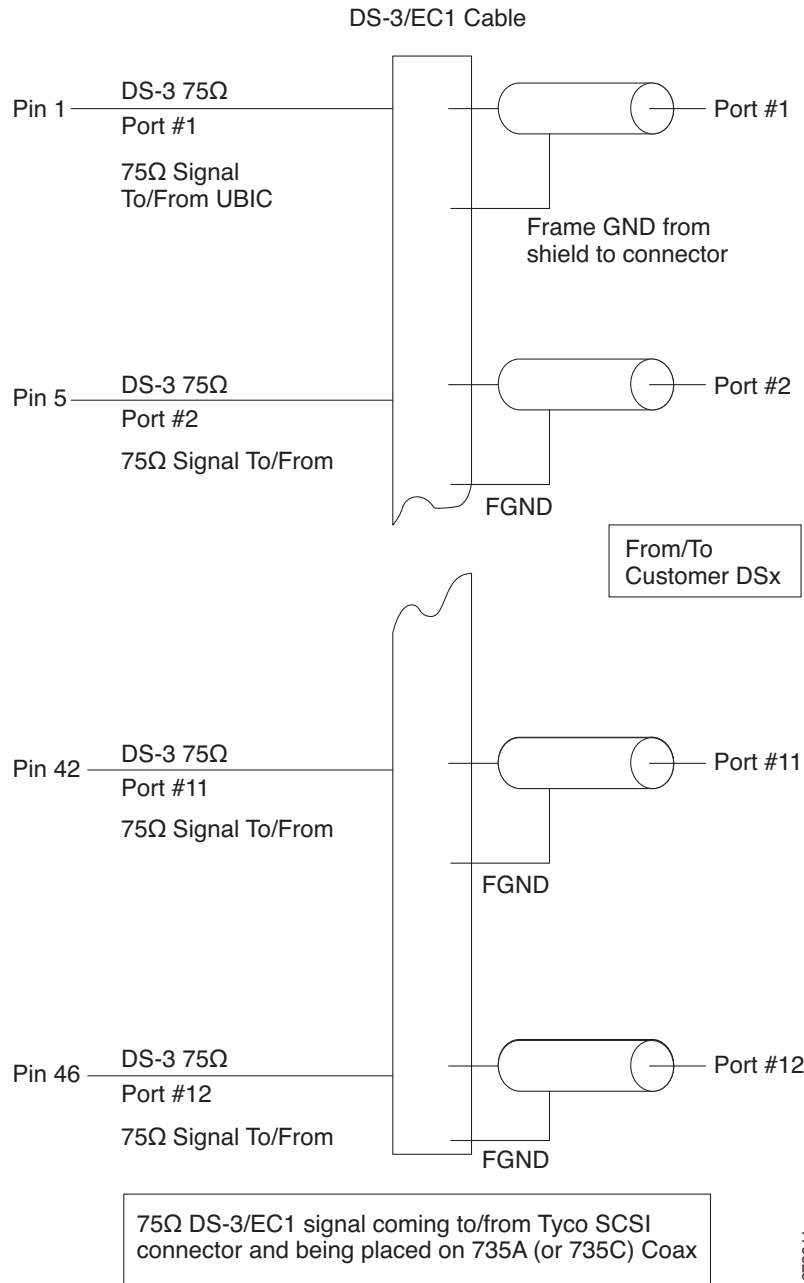 DS-3/EC1 Cable
Pin 1
DS-3 75Ω
Port #1
75Ω Signal
To/From UBIC
Port #1
Frame GND from
shield to connector
Pin 5
DS-3 75Ω
Port #2
75Ω Signal To/From
Port #2
FGND
From/To
Customer DSx
Pin 42
DS-3 75Ω
Port #11
75Ω Signal To/From
Port #11
FGND
Pin 46
DS-3 75Ω
Port #12
75Ω Signal To/From
Port #12
FGND
75Ω DS-3/EC1 signal coming to/from Tyco SCSI
connector and being placed on 735A (or 735C) Coax